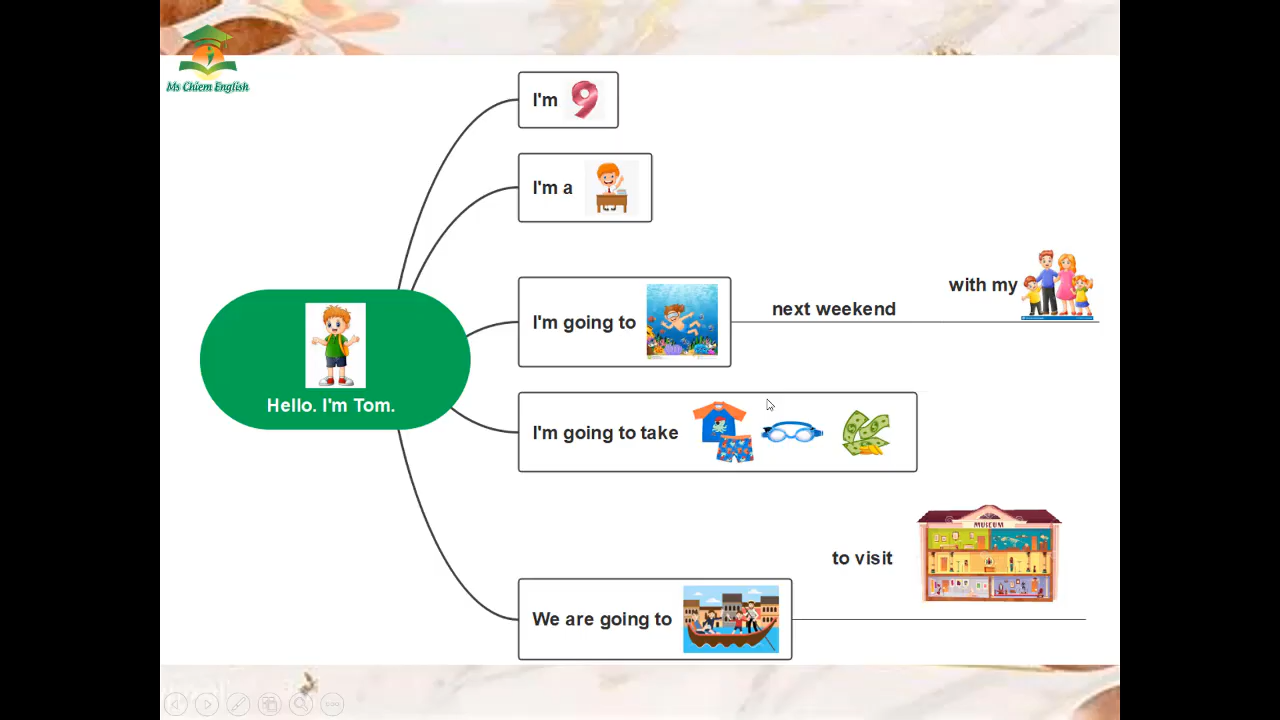 Ms Chiem English
I'm 9
I'm a
Hello. I'm Tom.
I'm going to
next weekend
with my
I'm going to take
We are going to
to visit
MUSEUM